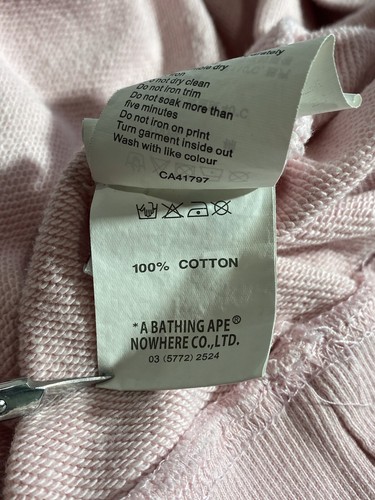 Do not dry clean
Do not iron trim
Do not soak more than
five minutes
Do not iron on print
Turn garment inside out
Wash with like colour
CA41797
100% COTTON
*A BATHING APE®
NOWHERE CO.,LTD.
03 (5772) 2524